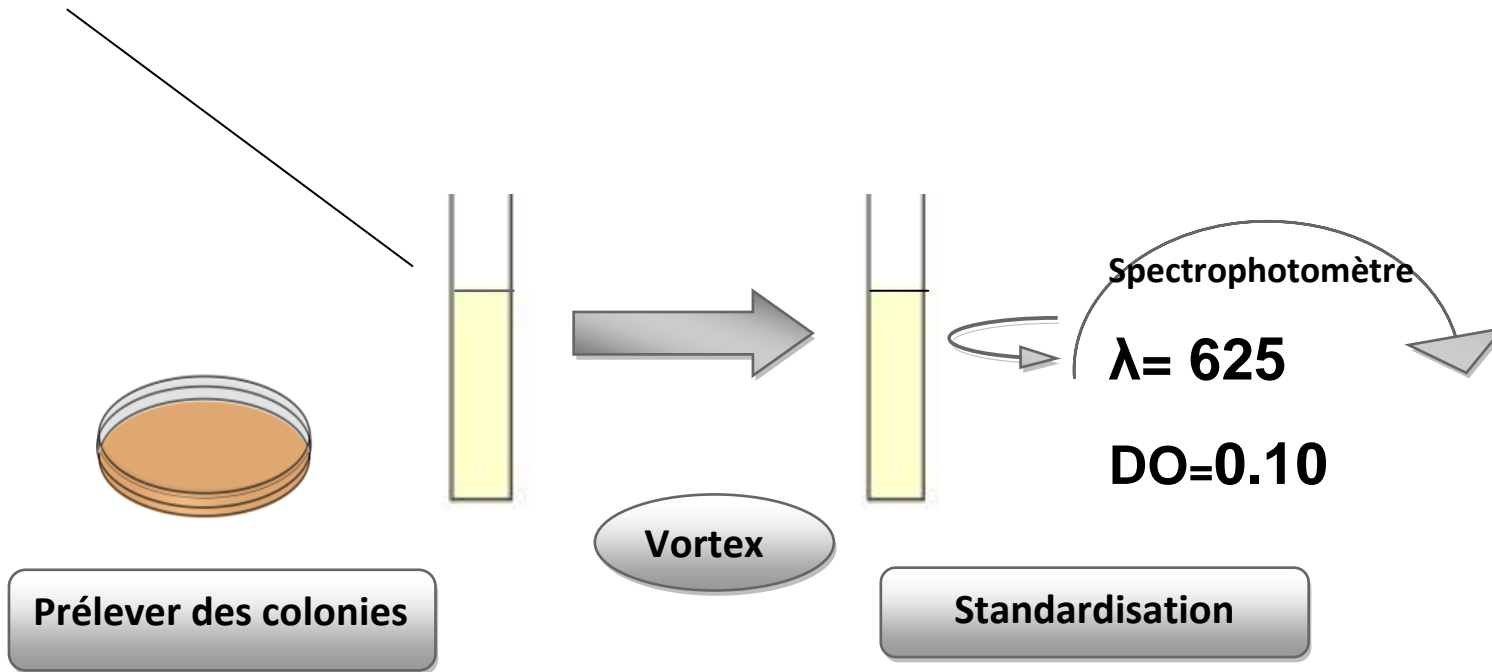 Spectrophotomètre
λ= 625
DO=0.10
Vortex
Prélever des colonies
Standardisation